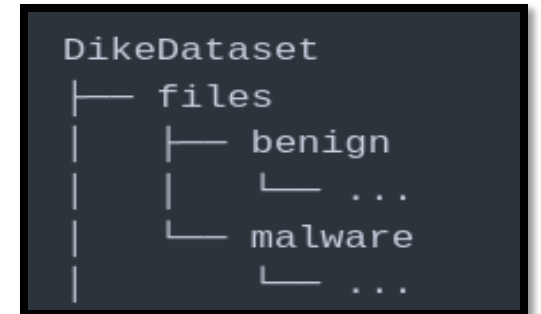 DikeDataset
├── files
│   ├── benign
│   │   └── ...
│   └── malware
│       └── ...